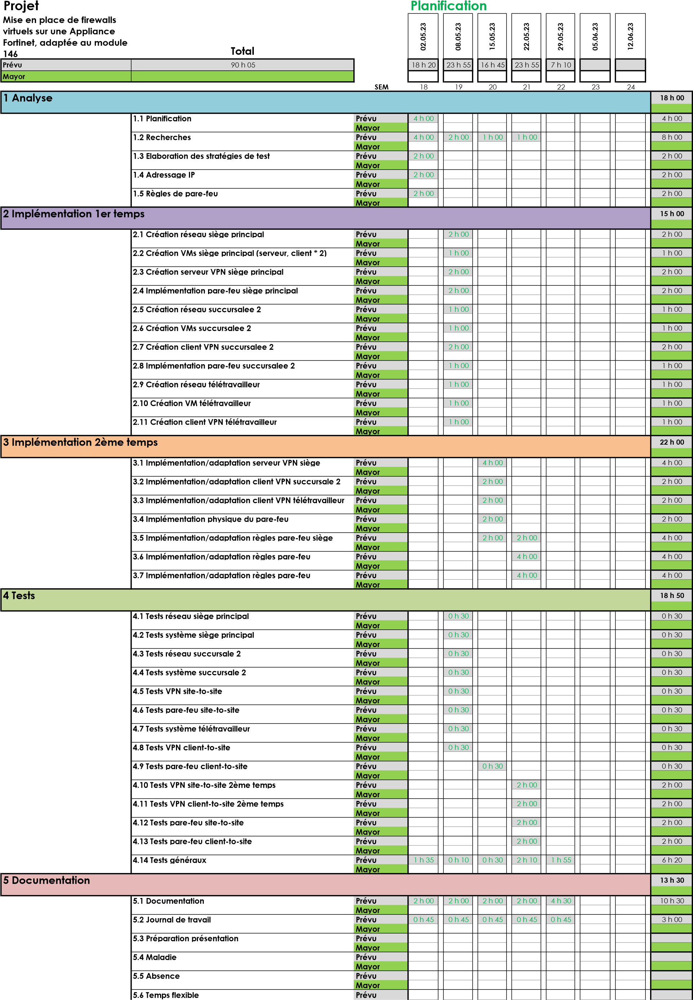 Projet
Planification
Mise en place de firewalls
virtuels sur une Appliance
Fortinet, adaptée au module
146
Total
02.05.23 08.05.23 15.05.23 22.05.23 29.05.23 05.06.23 12.06.23
Prévu 90 h 05 18 h 20 23 h 55 16 h 45 23 h 55 7 h 10
Mayor
SEM 18 19 20 21 22 23 24
1 Analyse 18 h 00
1.1 Planification Prévu 4 h 00 4 h 00
Mayor
1.2 Recherches Prévu 4 h 00 2 h 00 1 h 00 1 h 00 8 h 00
Mayor
1.3 Elaboration des stratégies de test Prévu 2 h 00 2 h 00
Mayor
1.4 Adressage IP Prévu 2 h 00 2 h 00
Mayor
1.5 Règles de pare-feu Prévu 2 h 00 2 h 00
Mayor
2 Implémentation 1er temps 15 h 00
2.1 Création réseau siège principal Prévu 2 h 00 2 h 00
Mayor
2.2 Création VMs siège principal (serveur, client * 2) Prévu 1 h 00 1 h 00
Mayor
2.3 Création serveur VPN siège principal Prévu 2 h 00 2 h 00
Mayor
2.4 Implémentation pare-feu siège principal Prévu 2 h 00 2 h 00
Mayor
2.5 Création réseau succursalee 2 Prévu 1 h 00 1 h 00
Mayor
2.6 Création VMs succursalee 2 Prévu 1 h 00 1 h 00
Mayor
2.7 Création client VPN succursalee 2 Prévu 2 h 00 2 h 00
Mayor
2.8 Implémentation pare-feu succursalee 2 Prévu 1 h 00 1 h 00
Mayor
2.9 Création réseau télétravailleur Prévu 1 h 00 1 h 00
Mayor
2.10 Création VM télétravailleur Prévu 1 h 00 1 h 00
Mayor
2.11 Création client VPN télétravailleur Prévu 1 h 00 1 h 00
Mayor
3 Implémentation 2ème temps 22 h 00
3.1 Implémentation/adaptation serveur VPN siège Prévu 4 h 00 4 h 00
Mayor
3.2 Implémentation/adaptation client VPN succursale 2 Prévu 2 h 00 2 h 00
Mayor
3.3 Implémentation/adaptation client VPN télétravailleur Prévu 2 h 00 2 h 00
Mayor
3.4 Implémentation physique du pare-feu Prévu 2 h 00 2 h 00
Mayor
3.5 Implémentation/adaptation règles pare-feu siège Prévu 2 h 00 2 h 00 4 h 00
Mayor
3.6 Implémentation/adaptation règles pare-feu Prévu 4 h 00 4 h 00
Mayor
3.7 Implémentation/adaptation règles pare-feu Prévu 4 h 00 4 h 00
Mayor
4 Tests 18 h 50
4.1 Tests réseau siège principal Prévu 0 h 30 0 h 30
Mayor
4.2 Tests système siège principal Prévu 0 h 30 0 h 30
Mayor
4.3 Tests réseau succursale 2 Prévu 0 h 30 0 h 30
Mayor
4.4 Tests système succursale 2 Prévu 0 h 30 0 h 30
Mayor
4.5 Tests VPN site-to-site Prévu 0 h 30 0 h 30
Mayor
4.6 Tests pare-feu site-to-site Prévu 0 h 30 0 h 30
Mayor
4.7 Tests système télétravailleur Prévu 0 h 30 0 h 30
Mayor
4.8 Tests VPN client-to-site Prévu 0 h 30 0 h 30
Mayor
4.9 Tests pare-feu client-to-site Prévu 0 h 30 0 h 30
Mayor
4.10 Tests VPN site-to-site 2ème temps Prévu 2 h 00 2 h 00
Mayor
4.11 Tests VPN client-to-site 2ème temps Prévu 2 h 00 2 h 00
Mayor
4.12 Tests pare-feu site-to-site Prévu 2 h 00 2 h 00
Mayor
4.13 Tests pare-feu client-to-site Prévu 2 h 00 2 h 00
Mayor
4.14 Tests généraux Prévu 1 h 35 0 h 10 0 h 30 2 h 10 1 h 55 6 h 20
Mayor
5 Documentation 13 h 30
5.1 Documentation Prévu 2 h 00 2 h 00 2 h 00 2 h 00 4 h 30 10 h 30
Mayor
5.2 Journal de travail Prévu 0 h 45 0 h 45 0 h 45 0 h 45 0 h 45 3 h 00
Mayor
5.3 Préparation présentation Prévu
Mayor
5.4 Maladie Prévu
Mayor
5.5 Absence Prévu
Mayor
5.6 Temps flexible Prévu